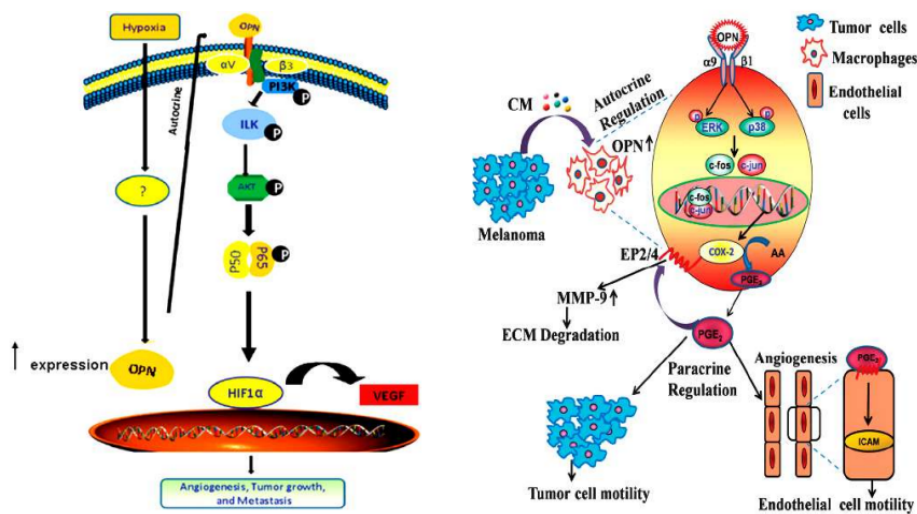 Hypoxia
OPN
αV
β3
PI3K
P
Autocrine
ILK
P
?
AKT
P
P50
P65
P
↑ expression
OPN
HIF1α
VEGF
Angiogenesis, Tumor growth,
and Metastasis
OPN
α9
β1
Tumor cells
Macrophages
Endothelial
cells
CM
Autocrine
Regulation
OPN↑
P
ERK
P
p38
c-fos
c-jun
c-fos
c-jun
Melanoma
EP2/4
COX-2
AA
PGE2
MMP-9↑
ECM Degradation
PGE2
Paracrine
Regulation
Angiogenesis
PGE2
ICAM
Tumor cell motility
Endothelial cell motility